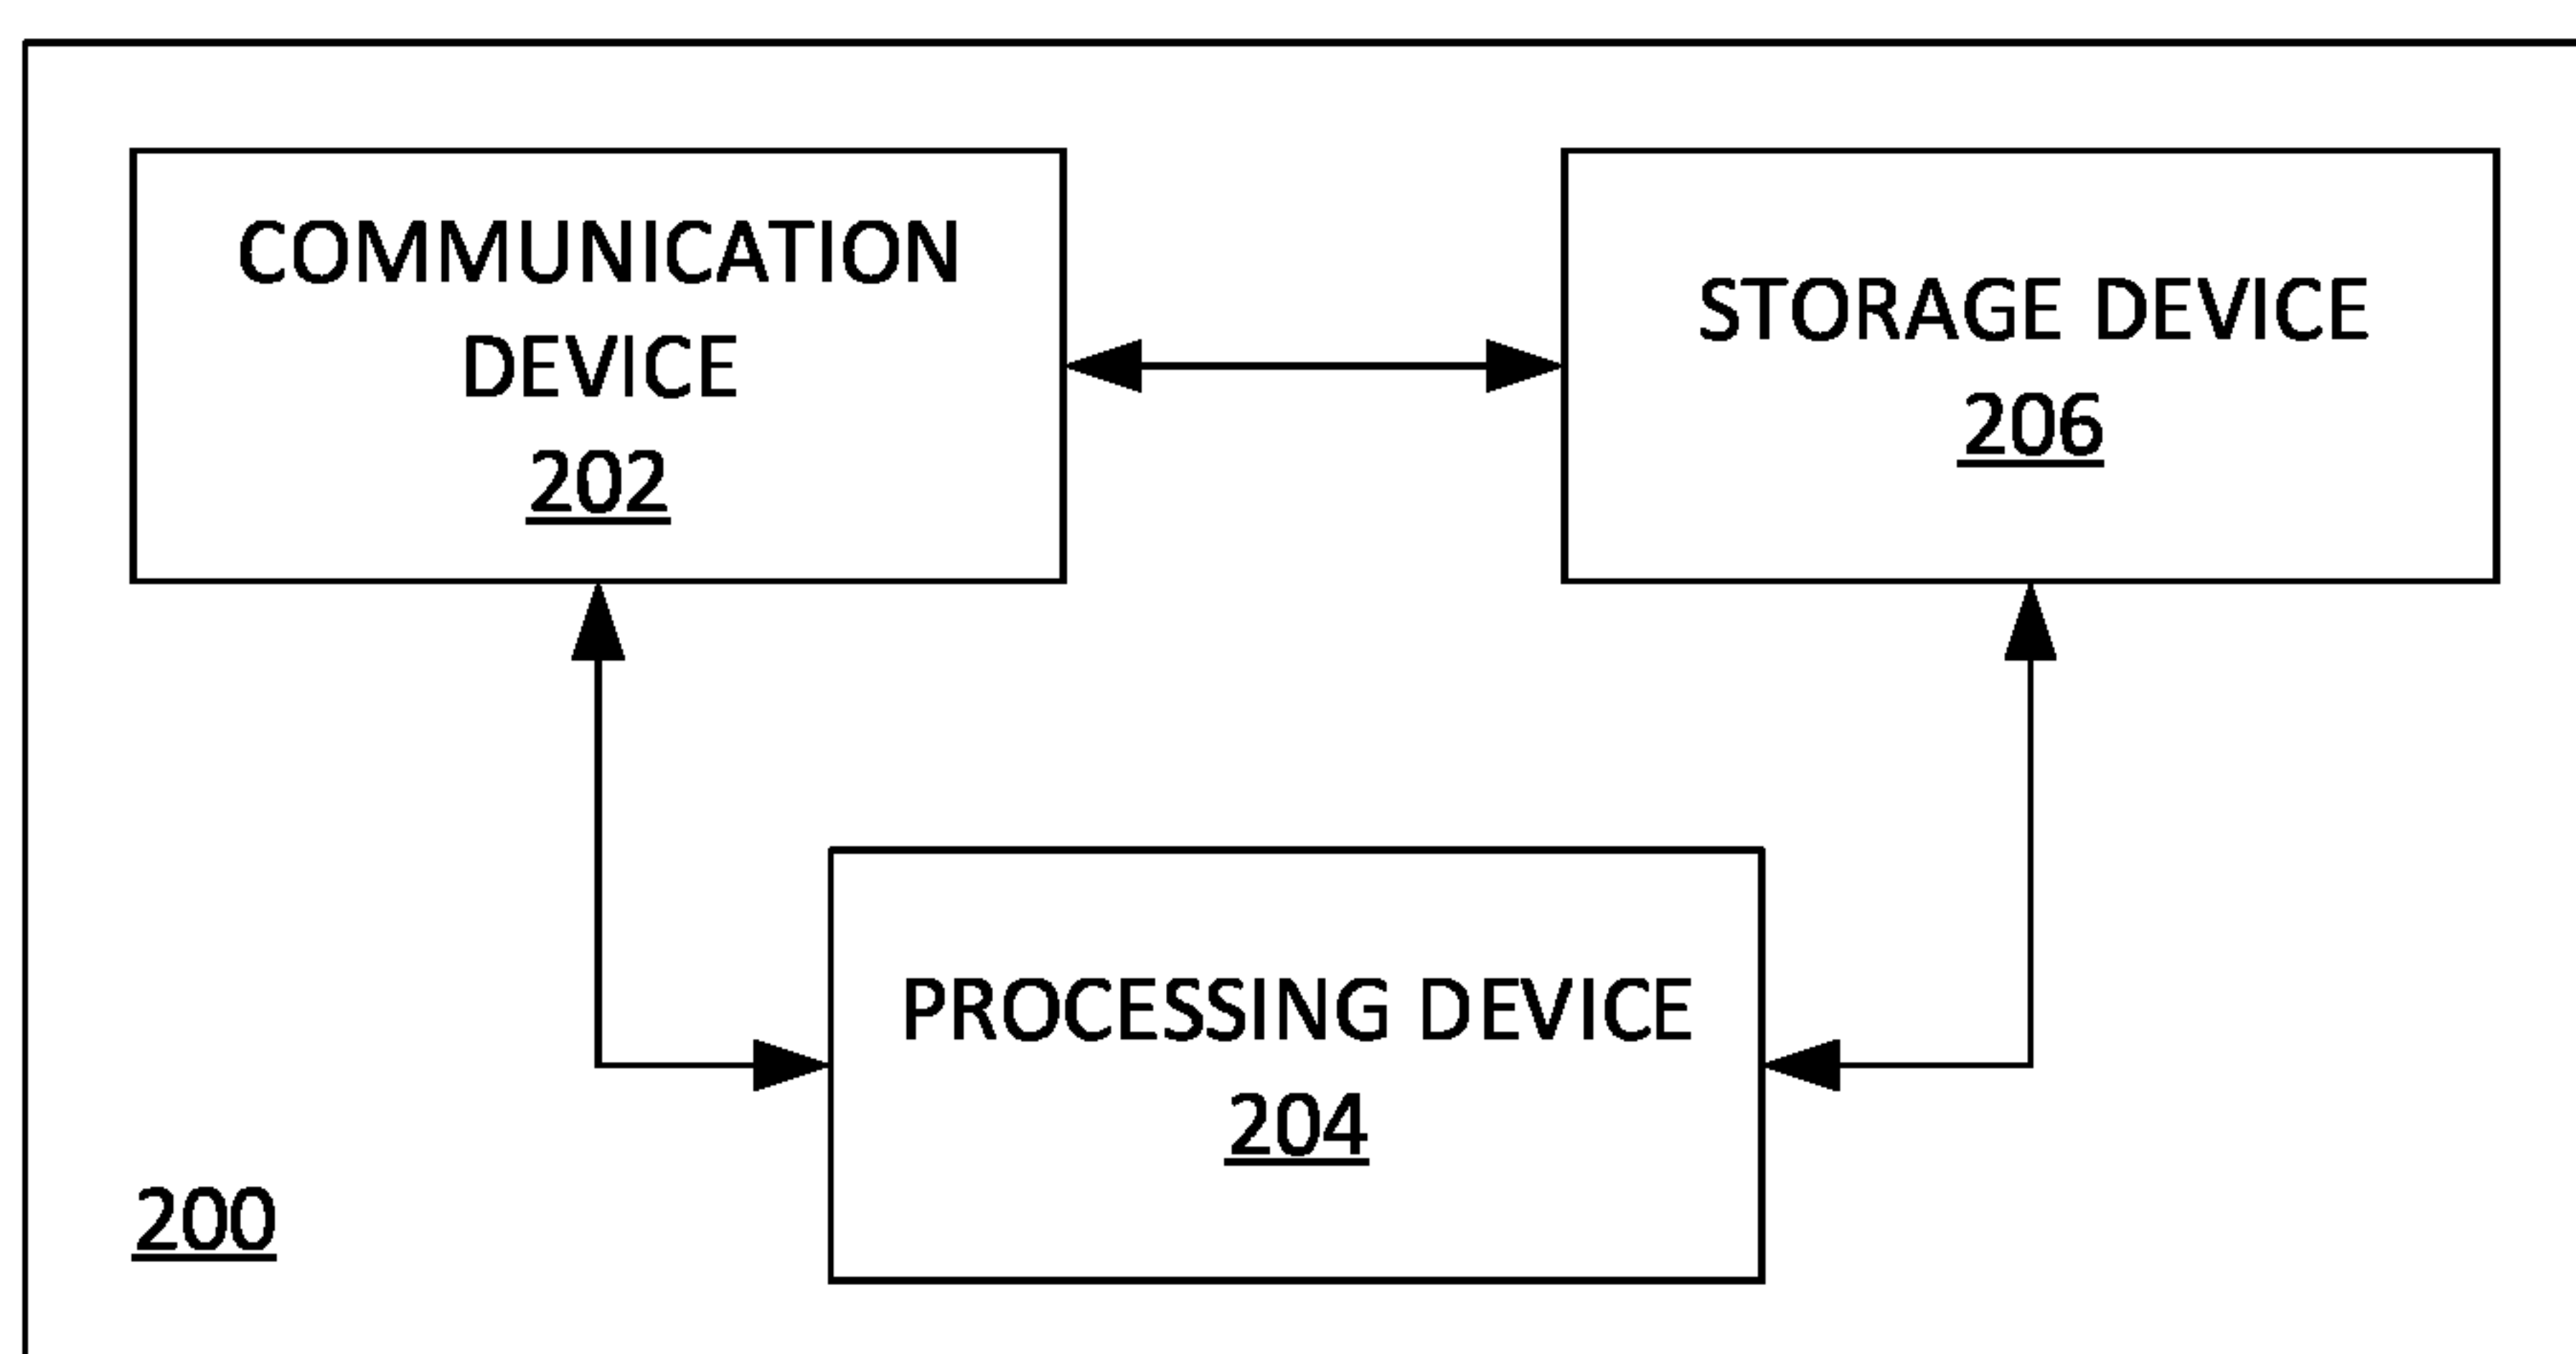 COMMUNICATION
DEVICE
202
STORAGE DEVICE
206
PROCESSING DEVICE
204
200